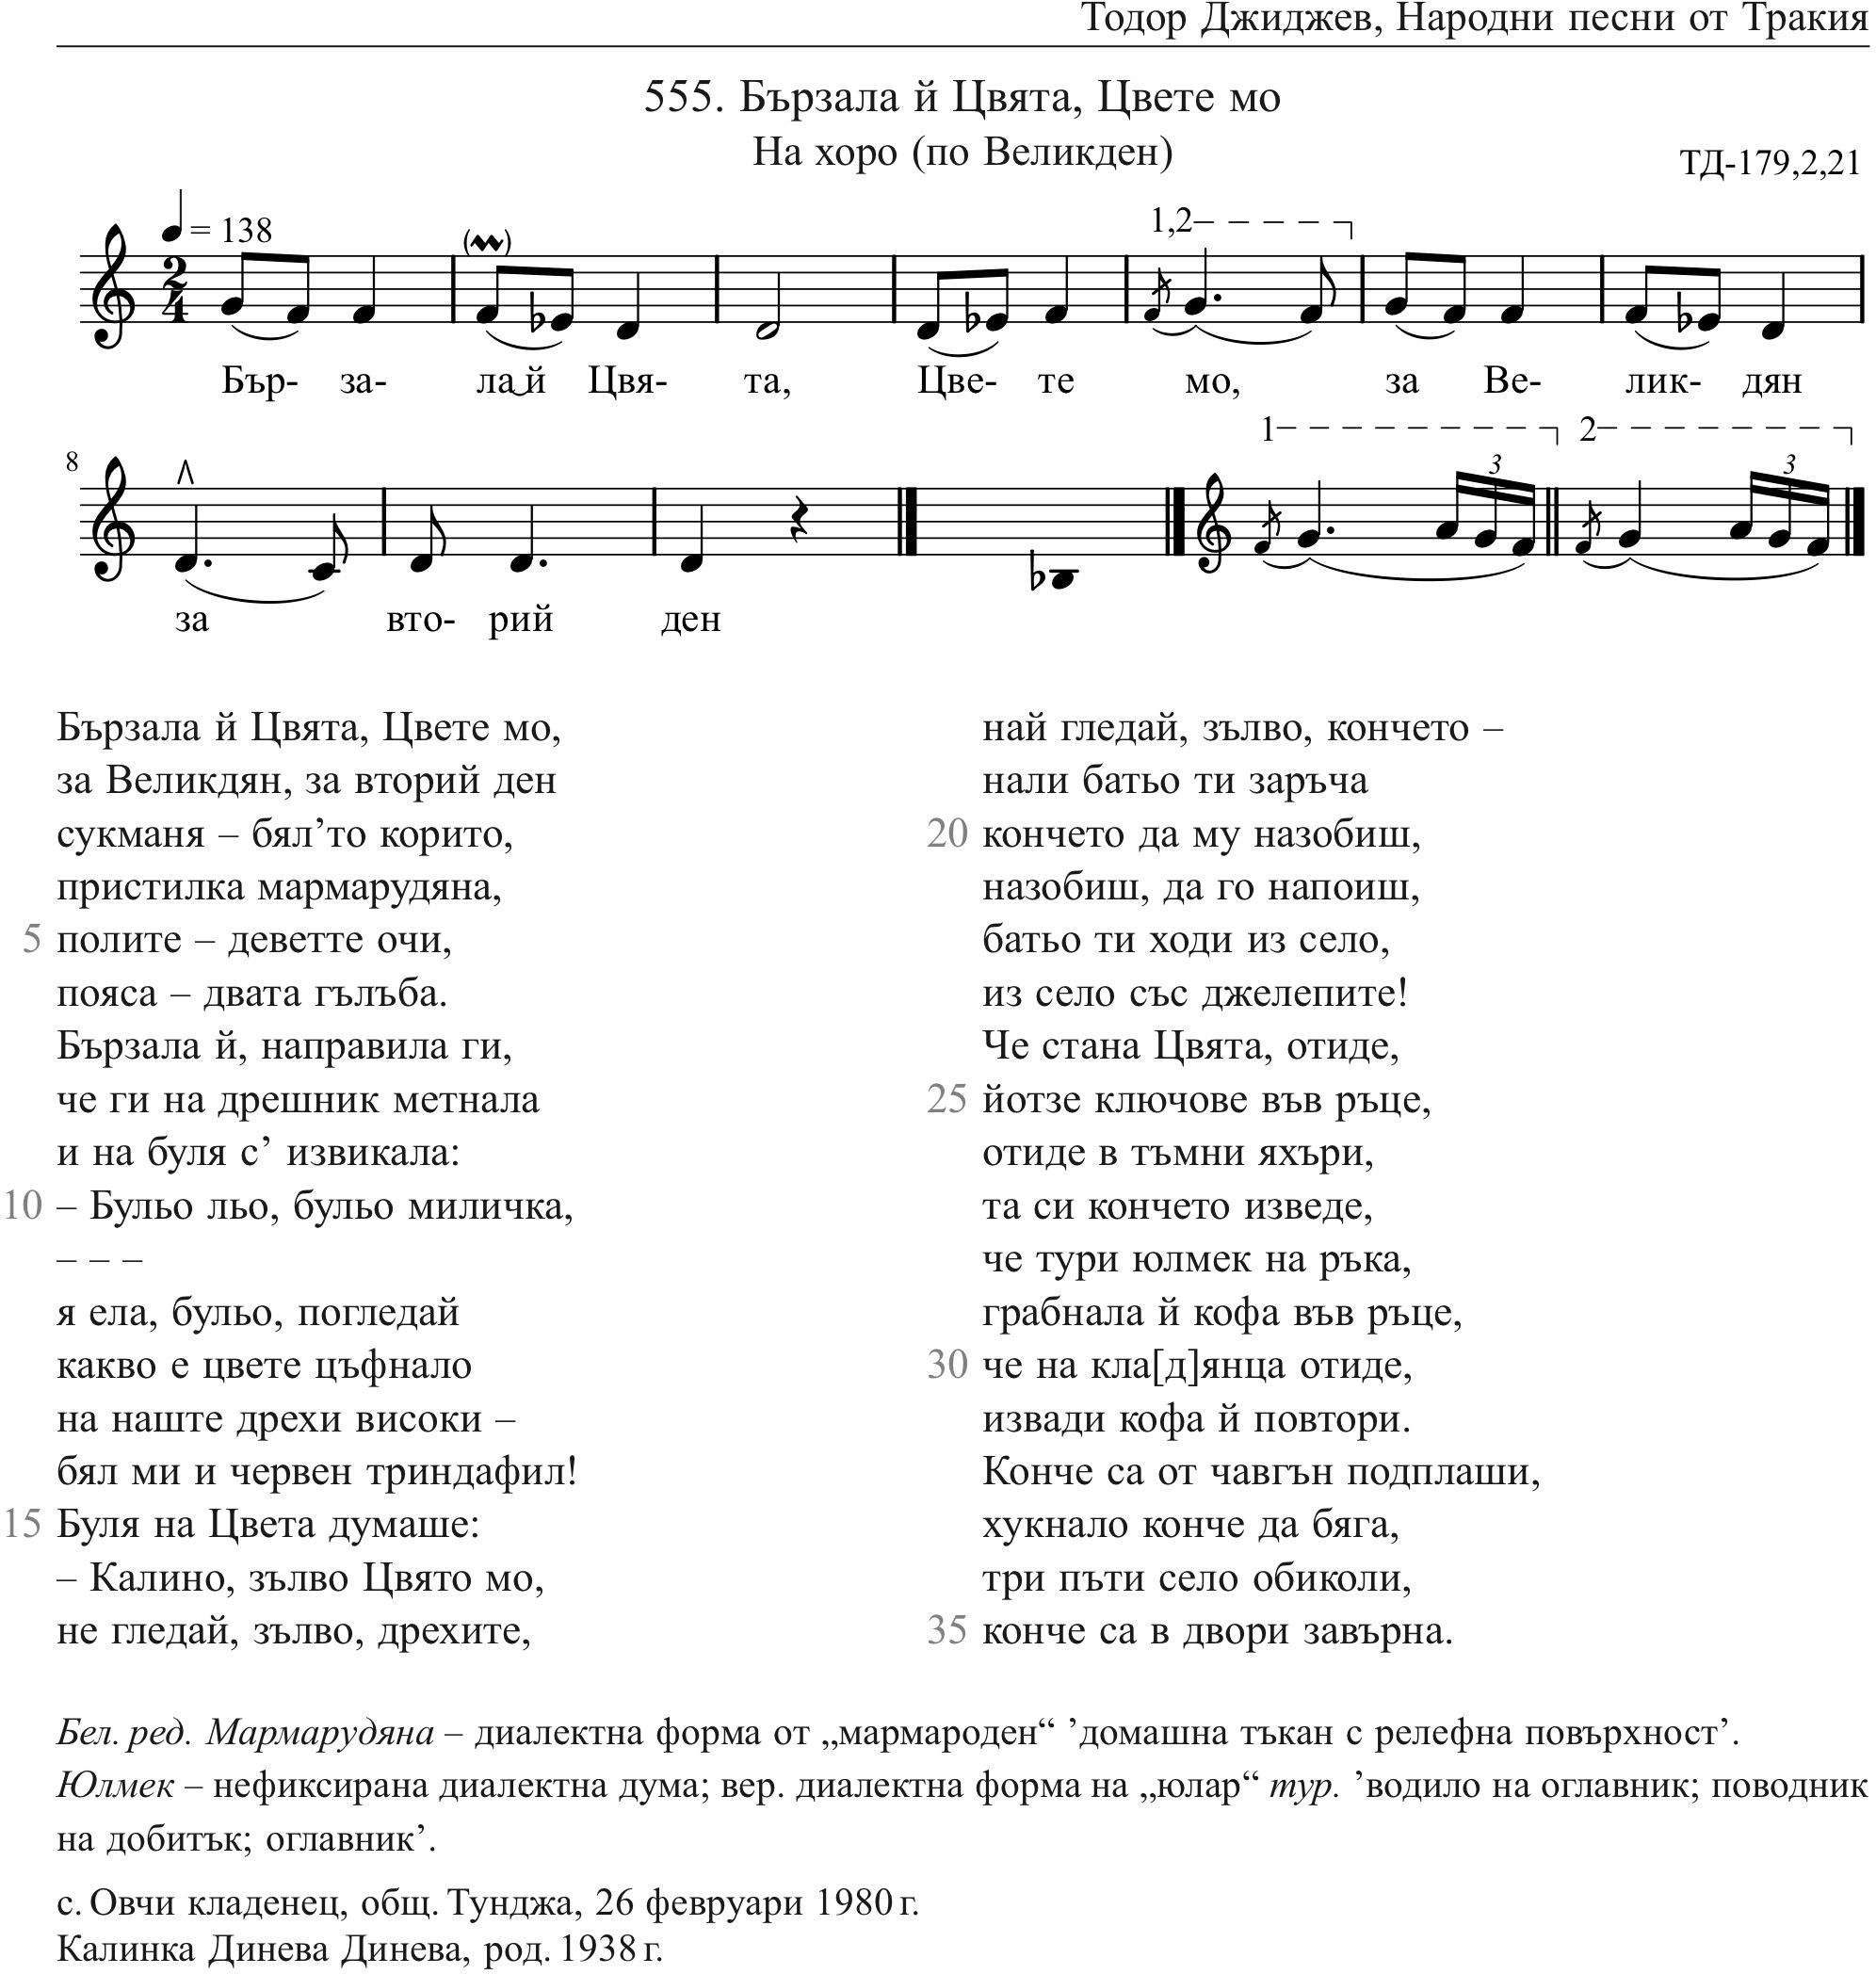 Тодор Джиджев, Народни песни от Тракия
555. Бързала й Цвята, Цвете мо
На хоро (по Великден)
ТД-179,2,21
= 138
1,2
Бър- за- ла й Цвя- та, Цве- те мо, за Ве- лик- дян
8
1 3 2 3
за вто- рий ден
Бързала й Цвята, Цвете мо,
за Великдян, за вторий ден
сукманя – бял’то корито,
пристилка мармарудяна,
5 полите – деветте очи,
пояса – двата гълъба.
Бързала й, направила ги,
че ги на дрешник метнала
и на буля с’ извикала:
10 – Бульо льо, бульо миличка,
– – –
я ела, бульо, погледай
какво е цвете цъфнало
на наште дрехи високи –
бял ми и червен триндафил!
15 Буля на Цвета думаше:
– Калино, зълво Цвято мо,
не гледай, зълво, дрехите,
най гледай, зълво, кончето –
нали батьо ти заръча
20 кончето да му назобиш,
назобиш, да го напоиш,
батьо ти ходи из село,
из село със джелепите!
Че стана Цвята, отиде,
25 йотзе ключове във ръце,
отиде в тъмни яхъри,
та си кончето изведе,
че тури юлмек на ръка,
грабнала й кофа във ръце,
30 че на кла[д]янца отиде,
извади кофа й повтори.
Конче са от чавгън подплаши,
хукнало конче да бяга,
три пъти село обиколи,
35 конче са в двори завърна.
Бел. ред. Мармарудяна – диалектна форма от „мармароден“ ’домашна тъкан с релефна повърхност’.
Юлмек – нефиксирана диалектна дума; вер. диалектна форма на „юлар“ тур. ’водило на оглавник; поводник
на добитък; оглавник’.
с. Овчи кладенец, общ. Тунджа, 26 февруари 1980 г.
Калинка Динева Динева, род. 1938 г.